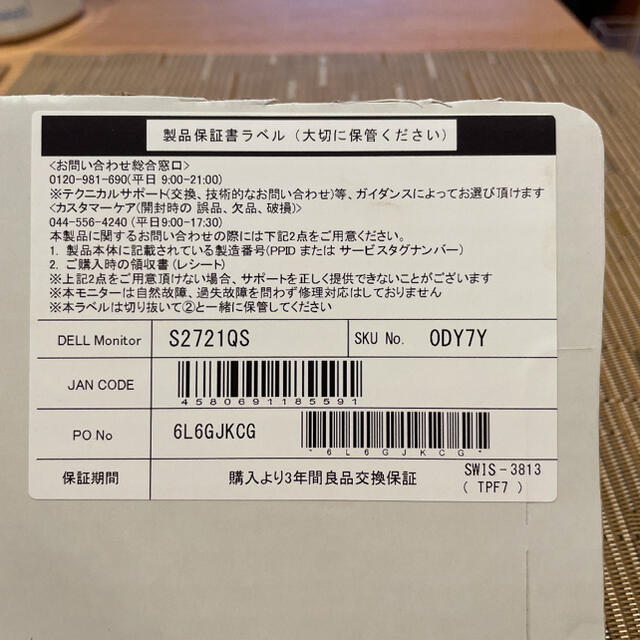 製品保証書ラベル（大切に保管ください）
<お問い合わせ総合窓口>
0120-981-690(平日 9:00-21:00)
※テクニカルサポート(交換、技術的なお問い合わせ)等、ガイダンスによってお選び頂けます
<カスタマーケア(開封時の 誤品、欠品、破損)>
044-556-4240 (平日9:00-17:30)
本製品に関するお問い合わせの際には下記2点をご用意ください。
1. 製品本体に記載されている製造番号(PPID または サービスタグナンバー)
2. ご購入時の領収書(レシート)
※上記2点をご用意頂けない場合、サポートを正しく提供できないことがございます
※本モニターは自然故障、過失故障を問わず修理対応はしておりません
※本ラベルは切り抜いて②と一緒に保管してください
DELL Monitor S2721QS SKU No. 0DY7Y
JAN CODE 4580691185591
PO No 6L6GJKCG *6L6GJKCG*
保証期間 購入より3年間良品交換保証 SWIS-3813
( TPF7 )